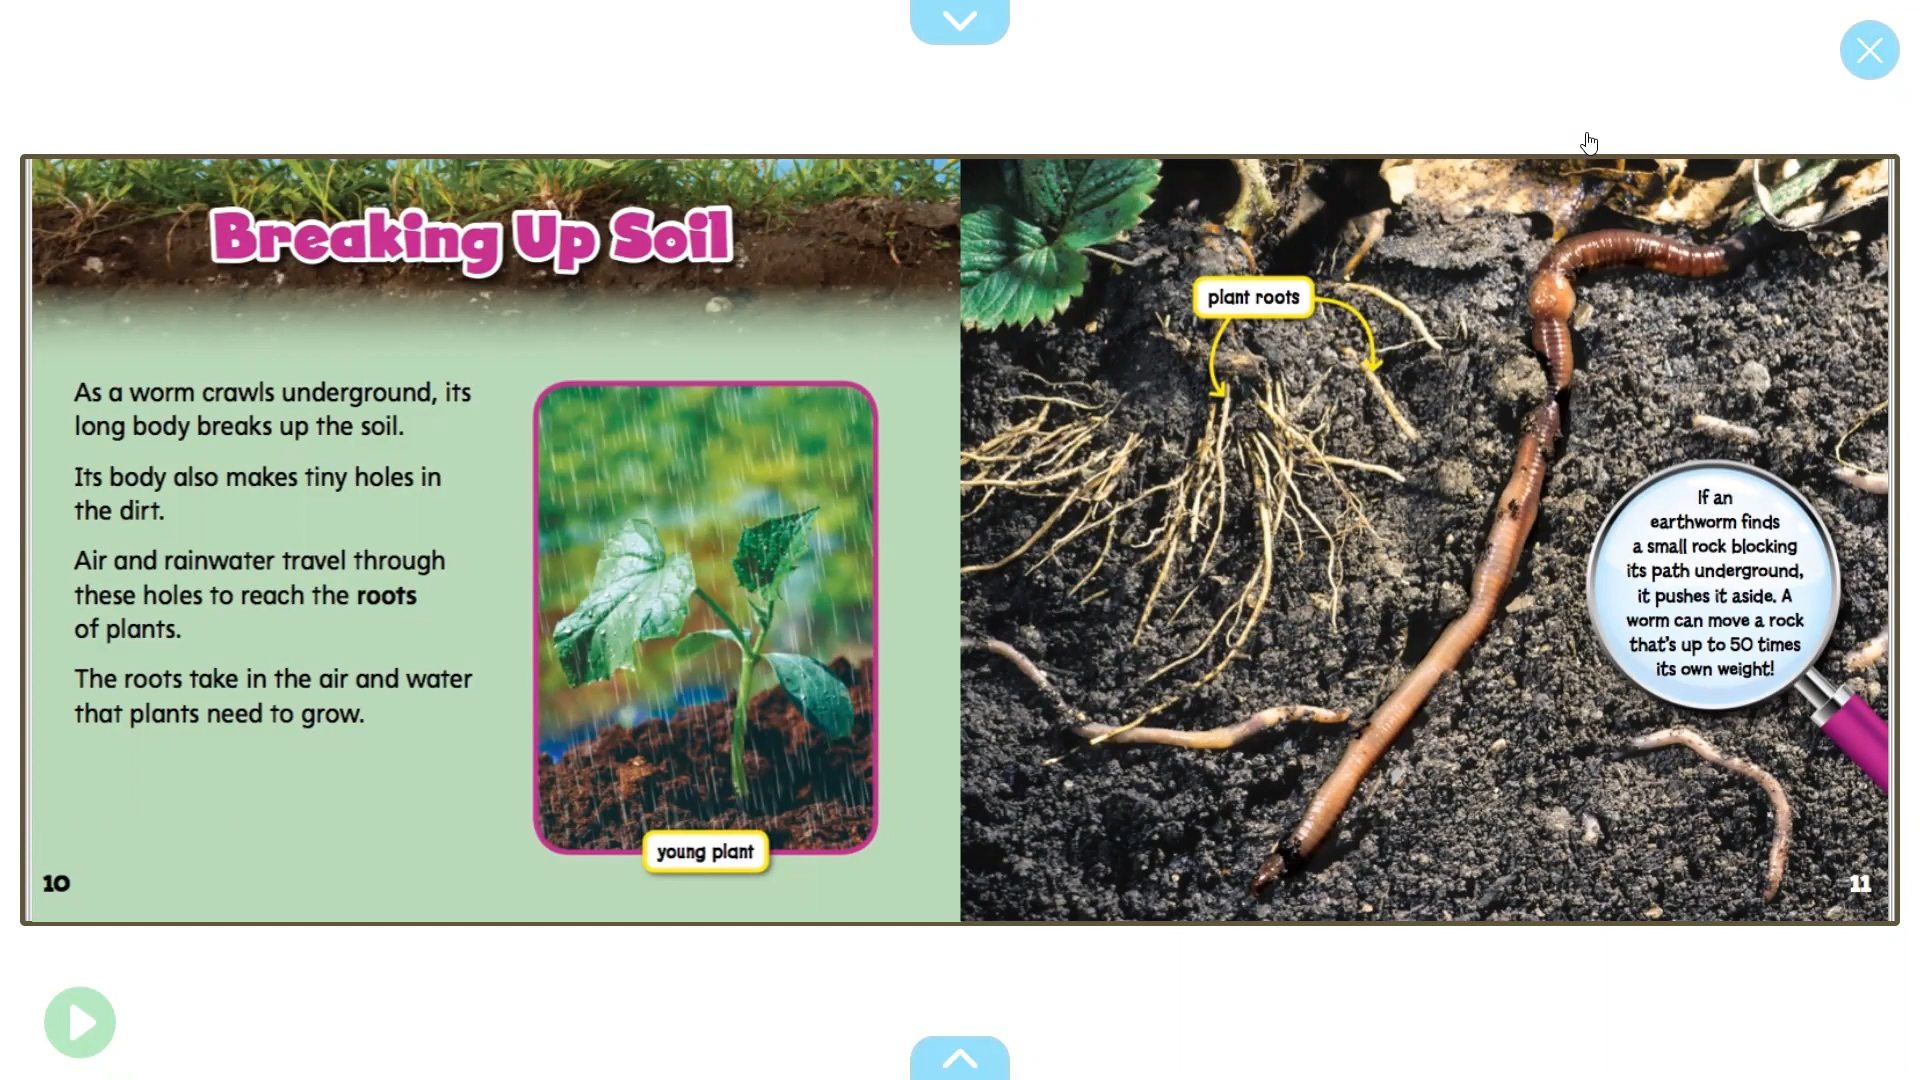 Breaking Up Soil
As a worm crawls underground, its
long body breaks up the soil.
Its body also makes tiny holes in
the dirt.
Air and rainwater travel through
these holes to reach the roots
of plants.
The roots take in the air and water
that plants need to grow.
young plant
10
plant roots
If an
earthworm finds
a small rock blocking
its path underground,
it pushes it aside. A
worm can move a rock
that's up to 50 times
its own weight!
11